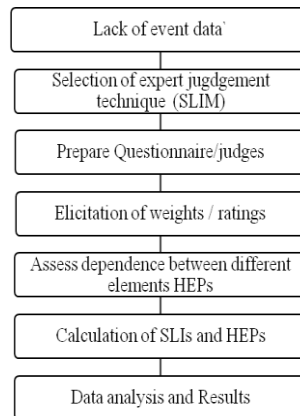 Lack of event data`
Selection of expert jugdgement
technique (SLIM)
Prepare Questionnaire/judges
Elicitation of weights / ratings
Assess dependence between different
elements HEPs
Calculation of SLIs and HEPs
Data analysis and Results